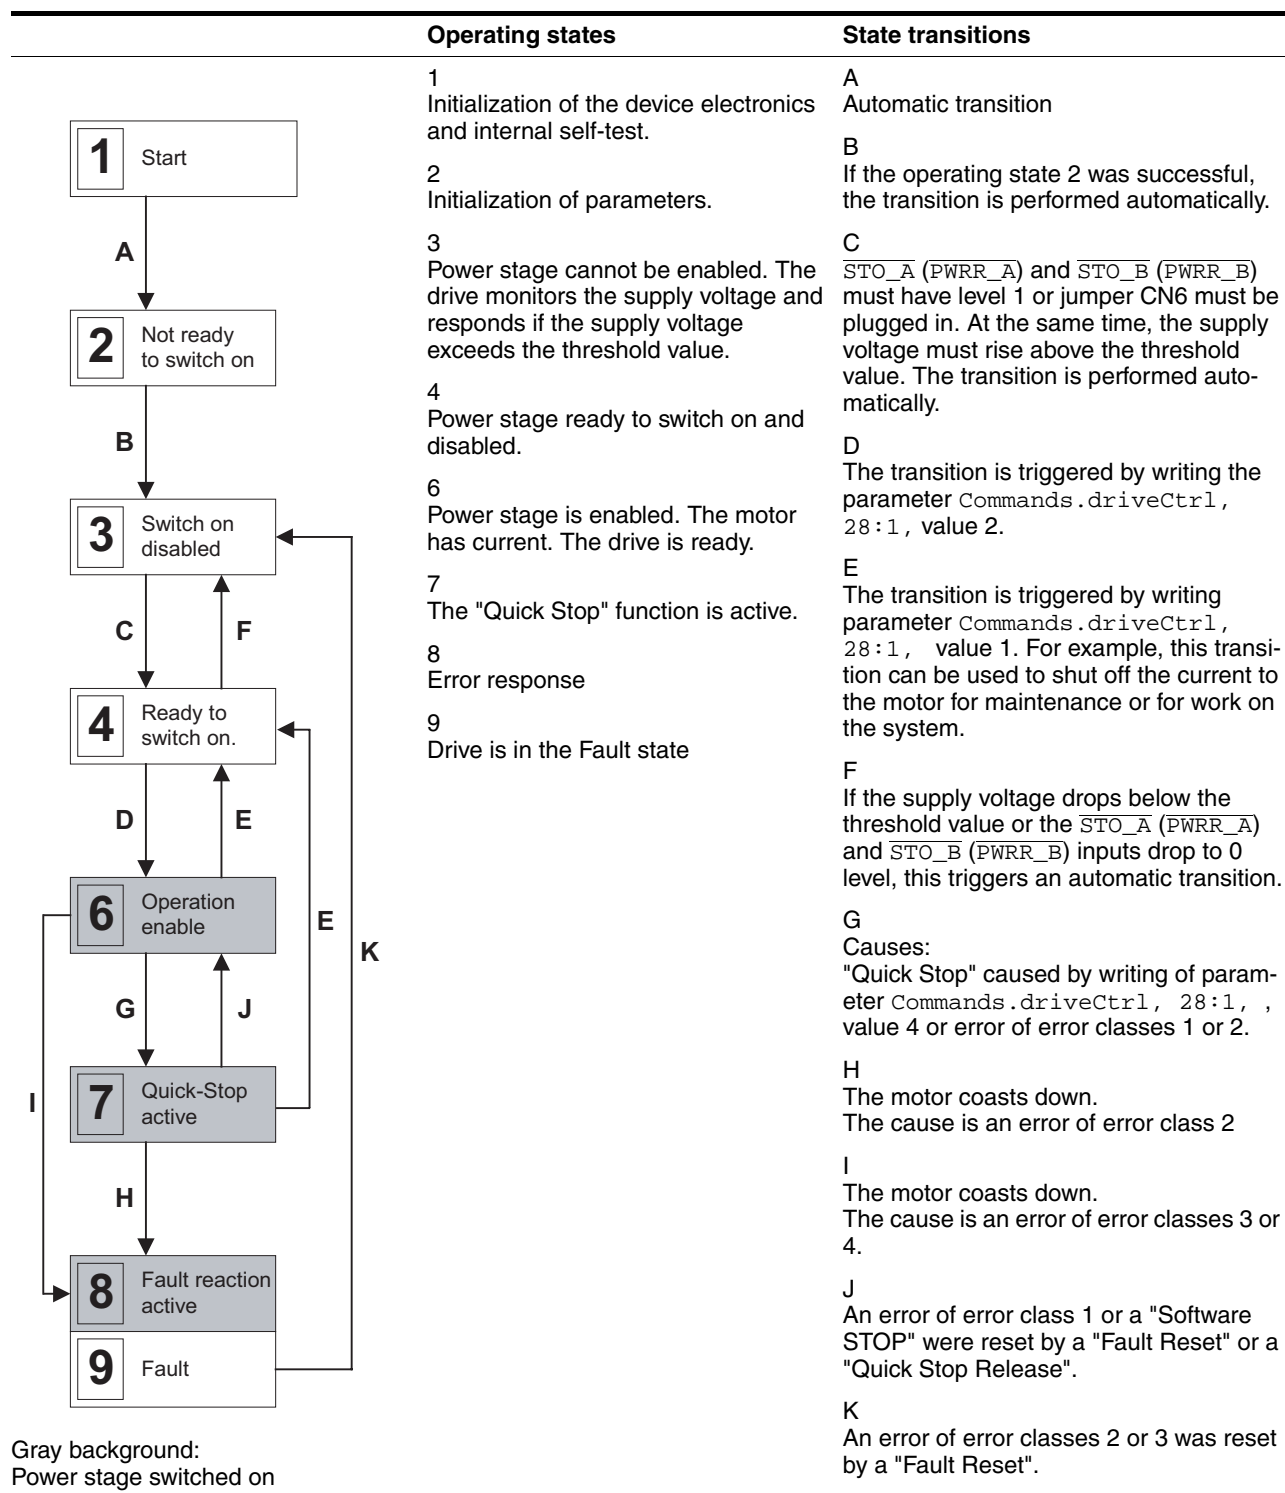 Operating states
State transitions
1 Start
A
2 Not ready
to switch on
B
3 Switch on
disabled
C
F
4 Ready to
switch on.
D
E
6 Operation
enable
E
K
G
J
7 Quick-Stop
active
I
H
8 Fault reaction
active
9 Fault
Gray background:
Power stage switched on
1
Initialization of the device electronics
and internal self-test.
2
Initialization of parameters.
3
Power stage cannot be enabled. The
drive monitors the supply voltage and
responds if the supply voltage
exceeds the threshold value.
4
Power stage ready to switch on and
disabled.
6
Power stage is enabled. The motor
has current. The drive is ready.
7
The "Quick Stop" function is active.
8
Error response
9
Drive is in the Fault state
A
Automatic transition
B
If the operating state 2 was successful,
the transition is performed automatically.
C
STO_A (PWRR_A) and STO_B (PWRR_B)
must have level 1 or jumper CN6 must be
plugged in. At the same time, the supply
voltage must rise above the threshold
value. The transition is performed auto-
matically.
D
The transition is triggered by writing the
parameter Commands.driveCtrl,
28:1, value 2.
E
The transition is triggered by writing
parameter Commands.driveCtrl,
28:1, value 1. For example, this transi-
tion can be used to shut off the current to
the motor for maintenance or for work on
the system.
F
If the supply voltage drops below the
threshold value or the STO_A (PWRR_A)
and STO_B (PWRR_B) inputs drop to 0
level, this triggers an automatic transition.
G
Causes:
"Quick Stop" caused by writing of param-
eter Commands.driveCtrl, 28:1, ,
value 4 or error of error classes 1 or 2.
H
The motor coasts down.
The cause is an error of error class 2
I
The motor coasts down.
The cause is an error of error classes 3 or
4.
J
An error of error class 1 or a "Software
STOP" were reset by a "Fault Reset" or a
"Quick Stop Release".
K
An error of error classes 2 or 3 was reset
by a "Fault Reset".